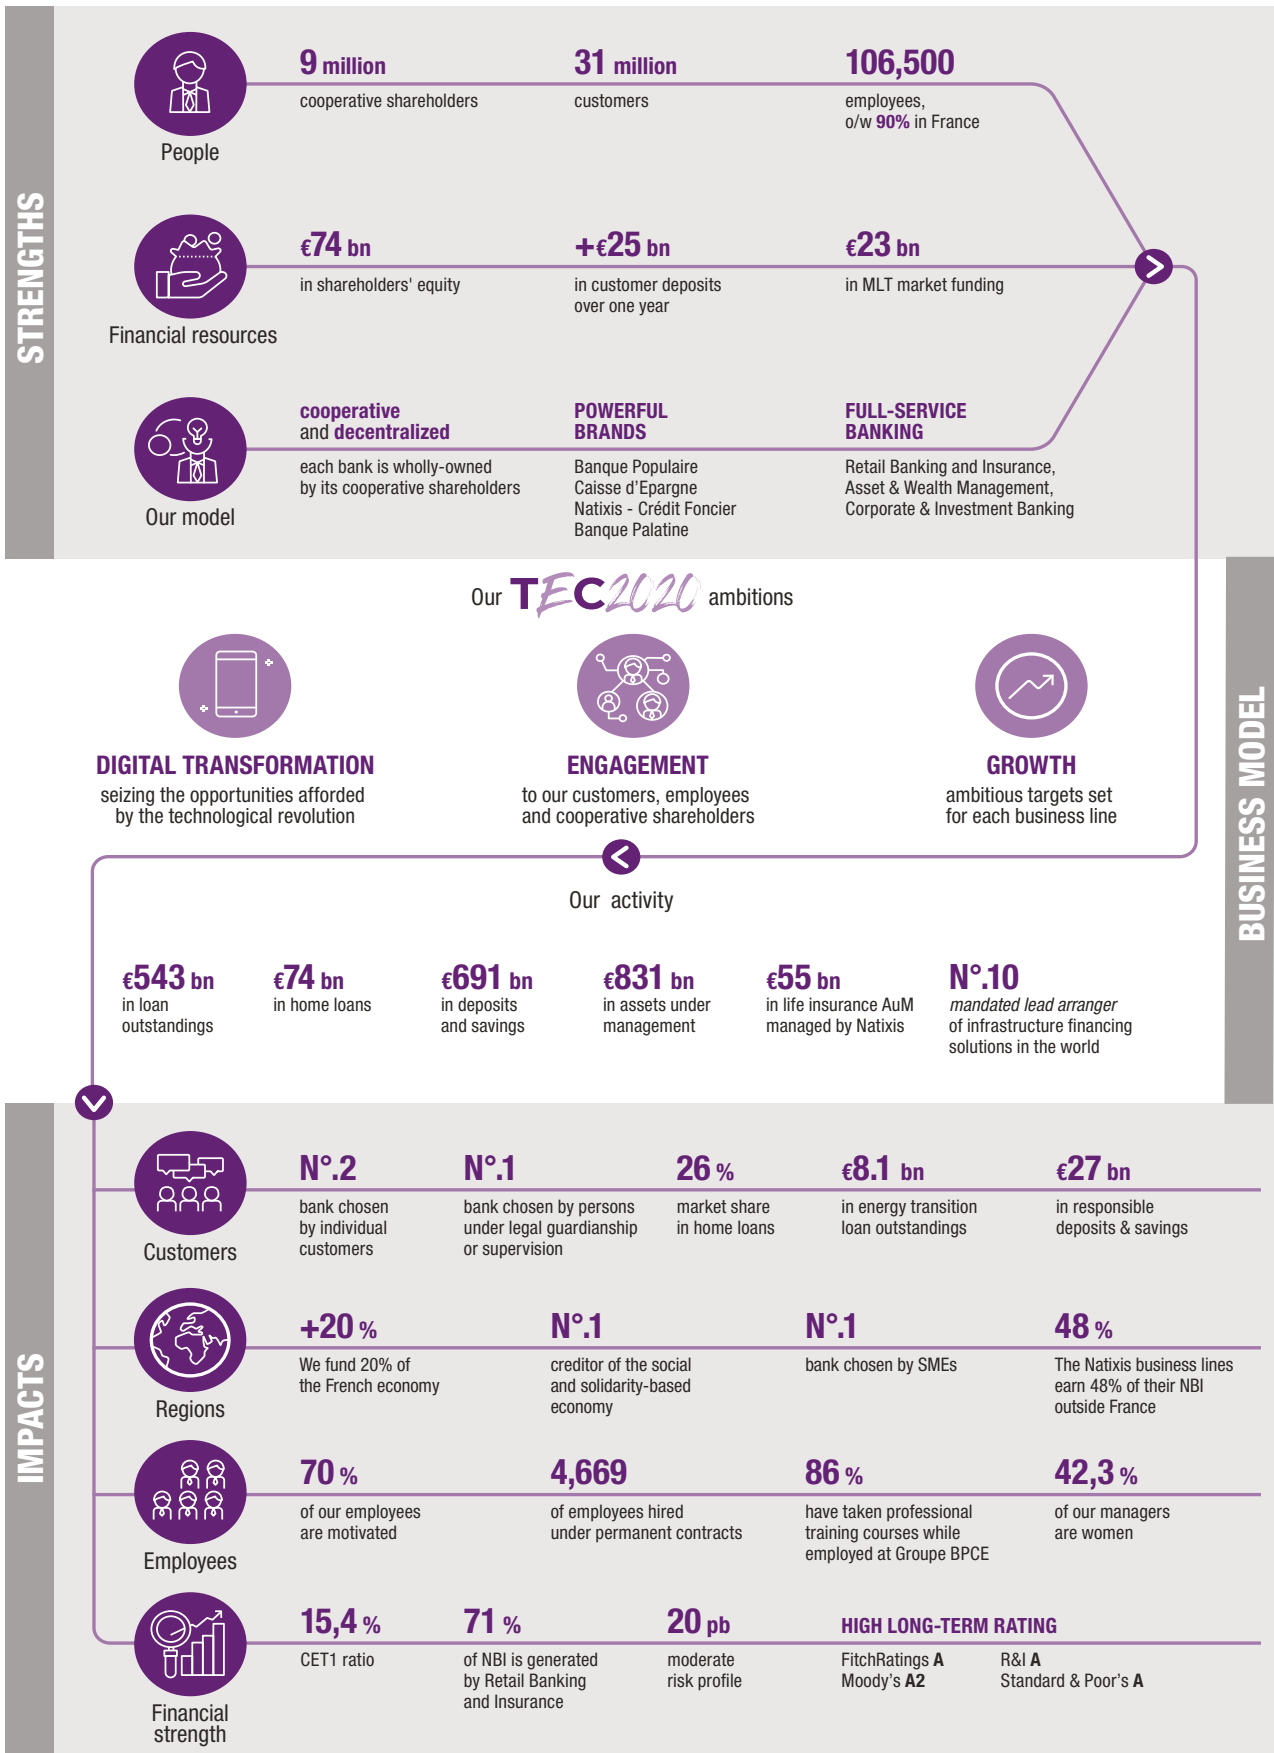 STRENGTHS
9 million
cooperative shareholders
31 million
customers
106,500
employees,
o/w 90% in France
People
€74 bn
in shareholders' equity
+€25 bn
in customer deposits
over one year
€23 bn
in MLT market funding
Financial resources
cooperative
and decentralized
each bank is wholly-owned
by its cooperative shareholders
POWERFUL
BRANDS
Banque Populaire
Caisse d'Epargne
Natixis - Crédit Foncier
Banque Palatine
FULL-SERVICE
BANKING
Retail Banking and Insurance,
Asset & Wealth Management,
Corporate & Investment Banking
Our model
BUSINESS MODEL
Our TEC2020 ambitions
DIGITAL TRANSFORMATION
seizing the opportunities afforded
by the technological revolution
ENGAGEMENT
to our customers, employees
and cooperative shareholders
GROWTH
ambitious targets set
for each business line
Our activity
€543 bn
in loan
outstandings
€74 bn
in home loans
€691 bn
in deposits
and savings
€831 bn
in assets under
management
€55 bn
in life insurance AuM
managed by Natixis
N°.10
mandated lead arranger
of infrastructure financing
solutions in the world
IMPACTS
N°.2
bank chosen
by individual
customers
N°.1
bank chosen by persons
under legal guardianship
or supervision
26 %
market share
in home loans
€8.1 bn
in energy transition
loan outstandings
€27 bn
in responsible
deposits & savings
Customers
+20 %
We fund 20% of
the French economy
N°.1
creditor of the social
and solidarity-based
economy
N°.1
bank chosen by SMEs
48 %
The Natixis business lines
earn 48% of their NBI
outside France
Regions
70 %
of our employees
are motivated
4,669
of employees hired
under permanent contracts
86 %
have taken professional
training courses while
employed at Groupe BPCE
42,3 %
of our managers
are women
Employees
15,4 %
CET1 ratio
71 %
of NBI is generated
by Retail Banking
and Insurance
20 pb
moderate
risk profile
HIGH LONG-TERM RATING
FitchRatings A
Moody's A2
R&I A
Standard & Poor's A
Financial
strength